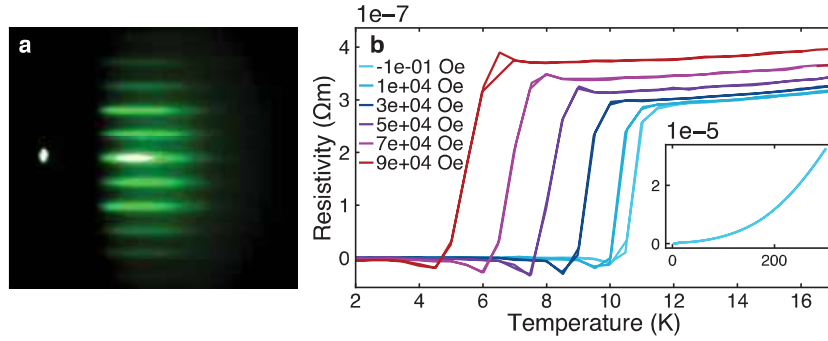 a
1e-7
b
-1e-01 Oe
1e+04 Oe
3e+04 Oe
5e+04 Oe
7e+04 Oe
9e+04 Oe
Resistivity (Ωm)
4
3
2
1
0
2 4 6 8 10 12 14 16
Temperature (K)
1e-5
2
0
0 200